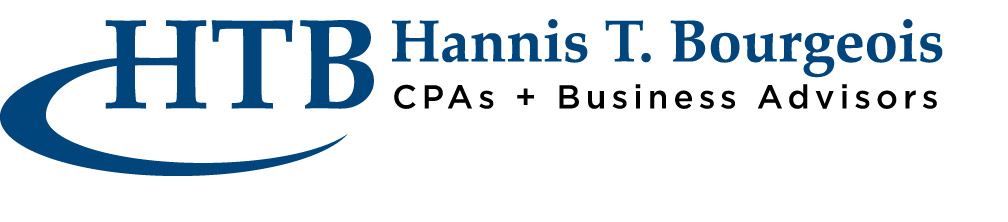 HTB
Hannis T. Bourgeois
CPAs + Business Advisors